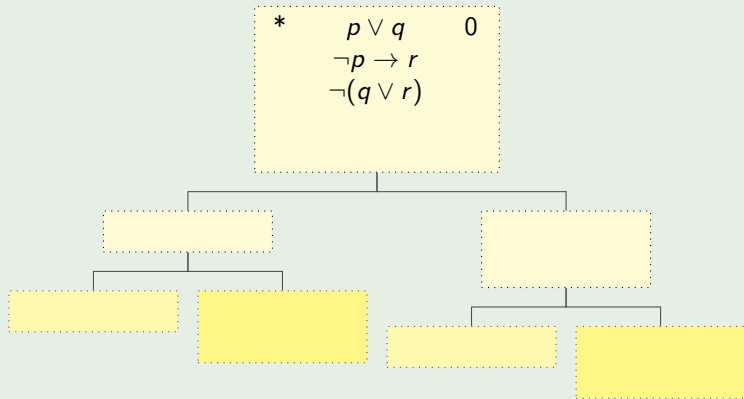 * p ∨ q 0
¬p → r
¬(q ∨ r)